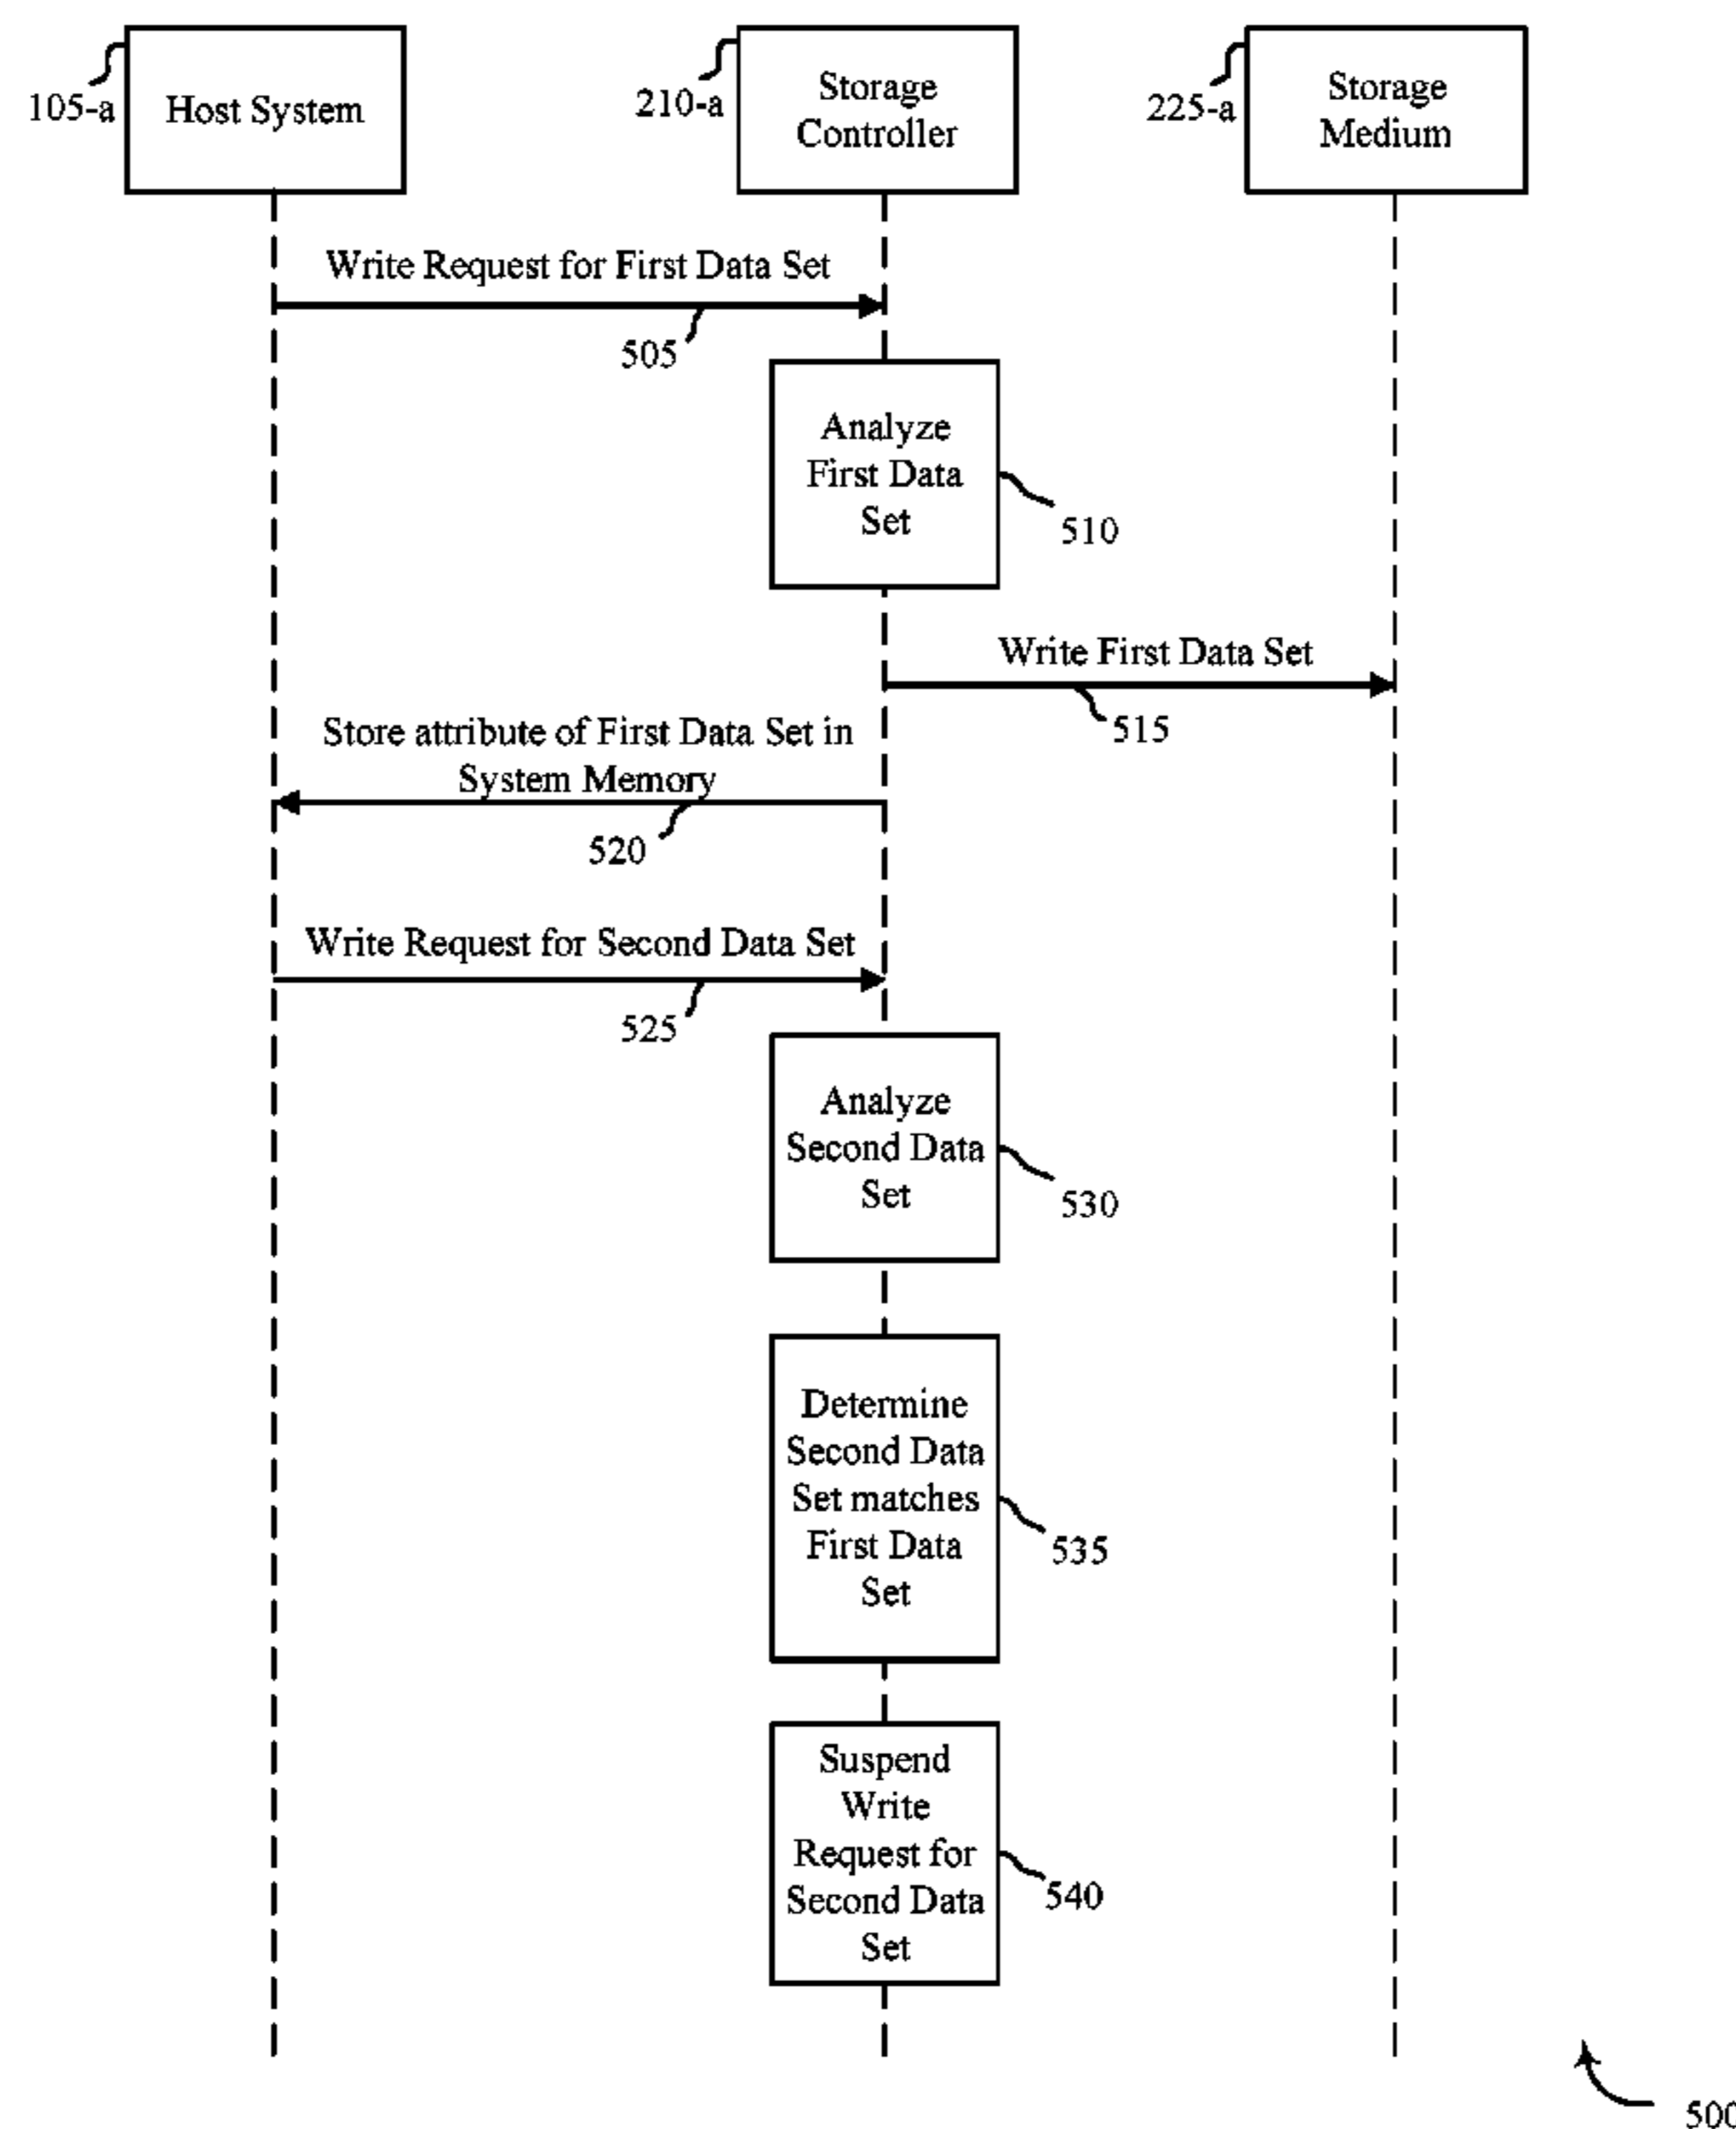 105-a
Host System
210-a
Storage
Controller
225-a
Storage
Medium
Write Request for First Data Set
505
Analyze
First Data
Set
510
Write First Data Set
515
Store attribute of First Data Set in
System Memory
520
Write Request for Second Data Set
525
Analyze
Second Data
Set
530
Determine
Second Data
Set matches
First Data
Set
535
Suspend
Write
Request for
Second Data
Set
540
500